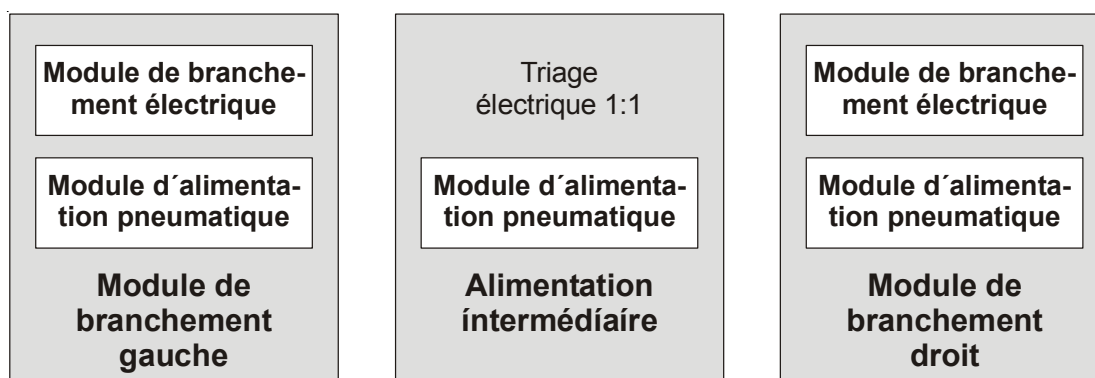 Module de branche-
ment électrique
Module d´alimenta-
tion pneumatique
Module de
branchement
gauche
Triage
électrique 1:1
Module d´alimenta-
tion pneumatique
Alimentation
íntermédíaíre
Module de branche-
ment électrique
Module d´alimenta-
tion pneumatique
Module de
branchement
droit